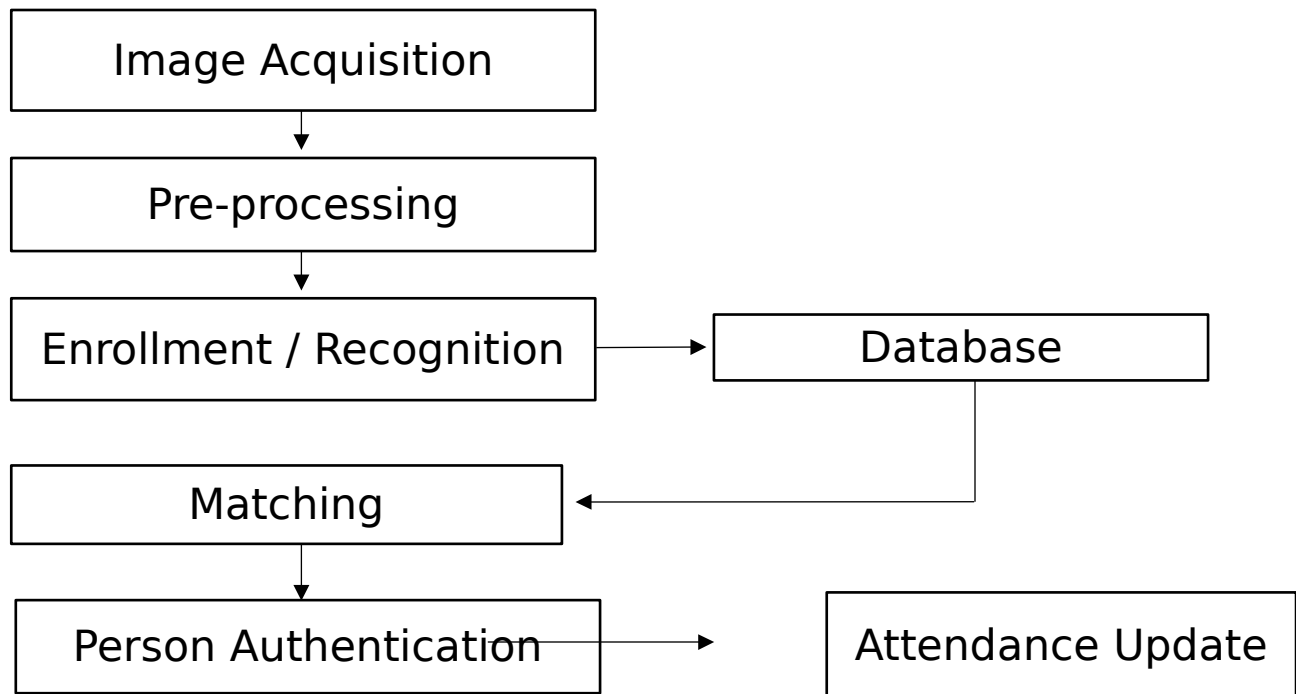 Image Acquisition
Pre-processing
Enrollment / Recognition
Database
Matching
Person Authentication
Attendance Update